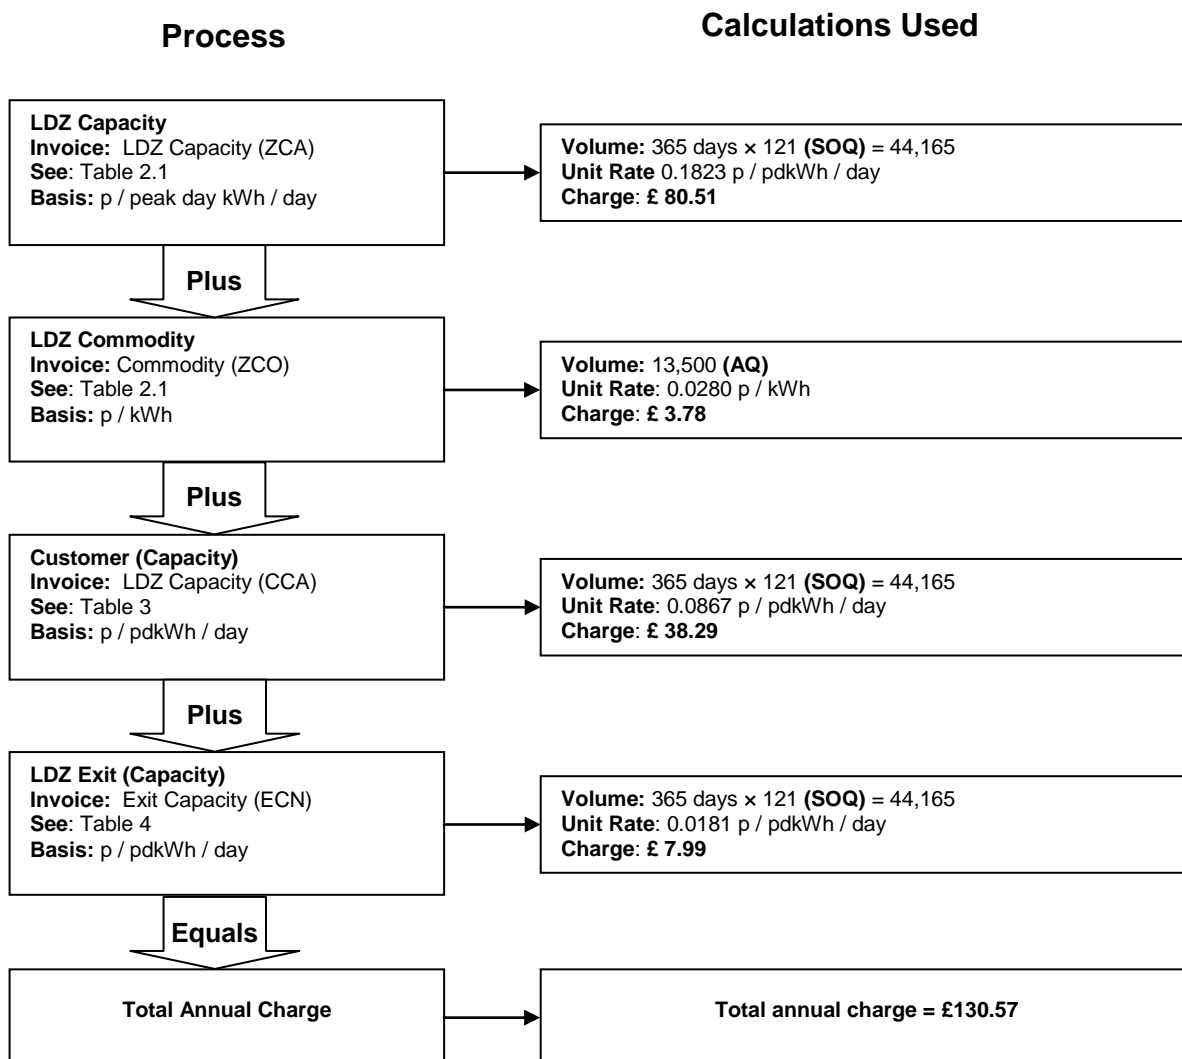 Process
Calculations Used
LDZ Capacity
Invoice: LDZ Capacity (ZCA)
See: Table 2.1
Basis: p / peak day kWh / day
Volume: 365 days × 121 (SOQ) = 44,165
Unit Rate 0.1823 p / pdkWh / day
Charge: £ 80.51
Plus
LDZ Commodity
Invoice: Commodity (ZCO)
See: Table 2.1
Basis: p / kWh
Volume: 13,500 (AQ)
Unit Rate: 0.0280 p / kWh
Charge: £ 3.78
Plus
Customer (Capacity)
Invoice: LDZ Capacity (CCA)
See: Table 3
Basis: p / pdkWh / day
Volume: 365 days × 121 (SOQ) = 44,165
Unit Rate: 0.0867 p / pdkWh / day
Charge: £ 38.29
Plus
LDZ Exit (Capacity)
Invoice: Exit Capacity (ECN)
See: Table 4
Basis: p / pdkWh / day
Volume: 365 days × 121 (SOQ) = 44,165
Unit Rate: 0.0181 p / pdkWh / day
Charge: £ 7.99
Equals
Total Annual Charge
Total annual charge = £130.57